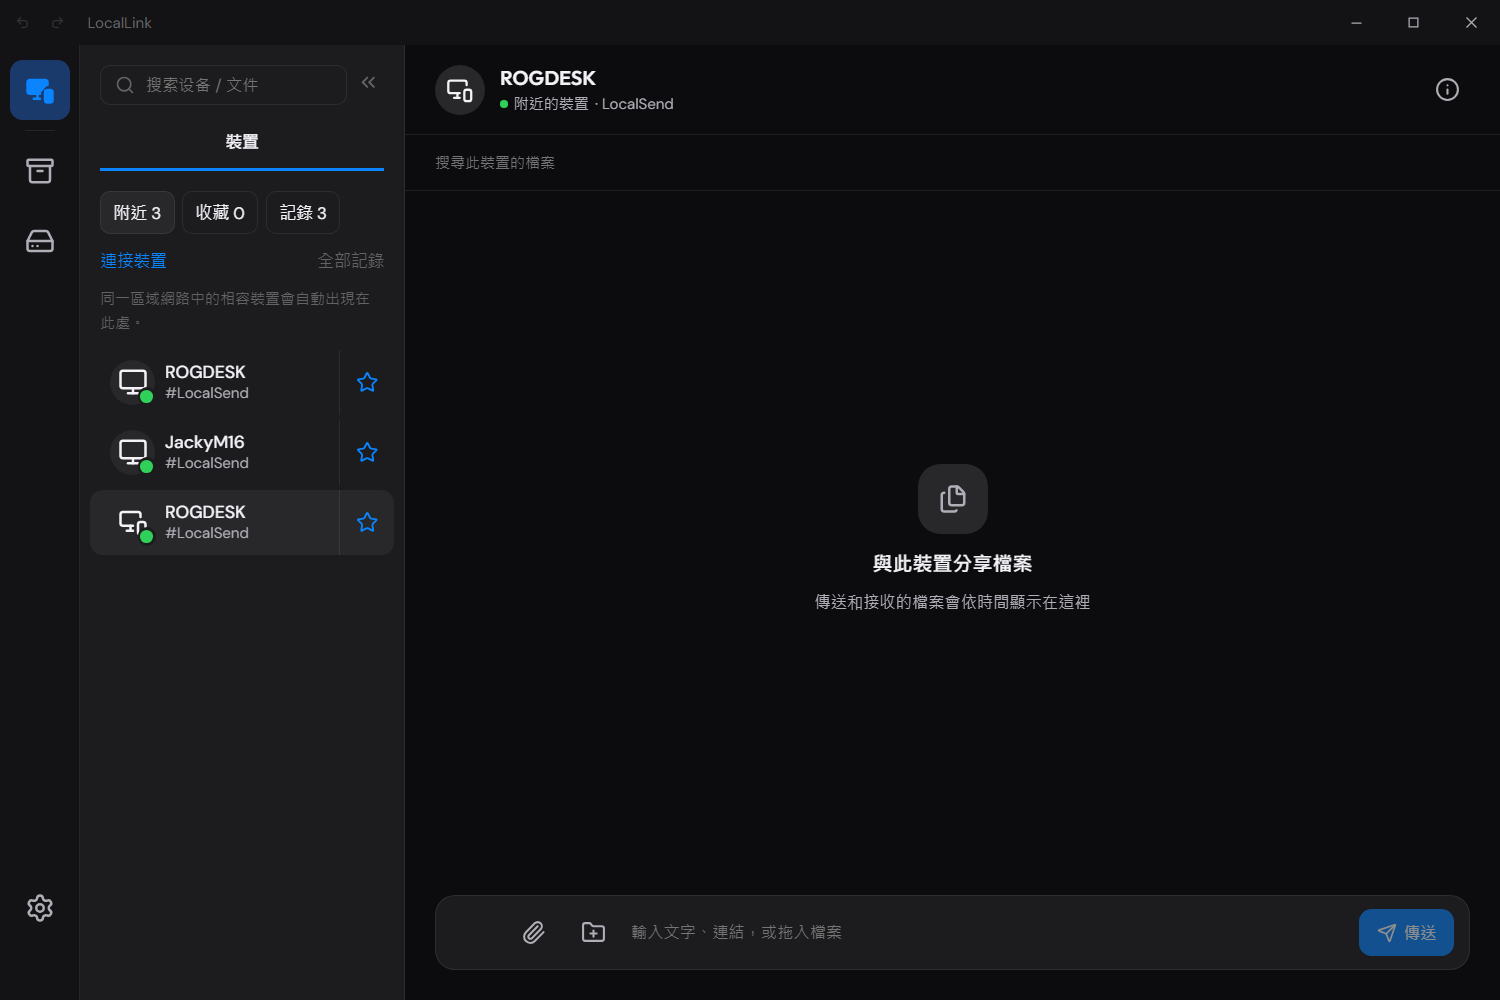 LocalLink
搜索设备 / 文件
裝置
附近 3
收藏 0
記錄 3
連接裝置
全部記錄
同一區域網路中的相容裝置會自動出現在
此處。
ROGDESK
#LocalSend
JackyM16
#LocalSend
ROGDESK
#LocalSend
ROGDESK
附近的裝置 · LocalSend
搜尋此裝置的檔案
與此裝置分享檔案
傳送和接收的檔案會依時間顯示在這裡
輸入文字、連結，或拖入檔案
傳送